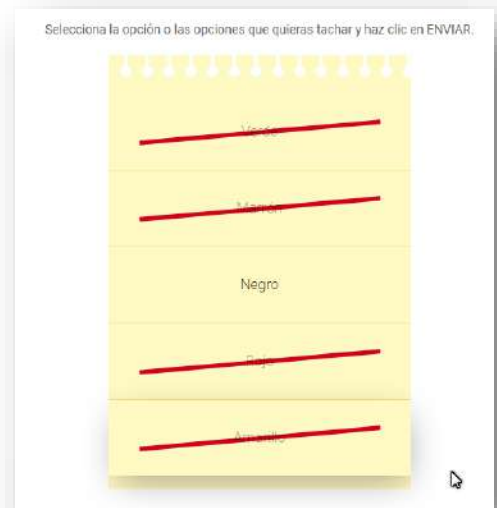 Selecciona la opción o las opciones que quieras tachar y haz clic en ENVIAR.
Verde
Marrón
Negro
Rojo
Amarillo